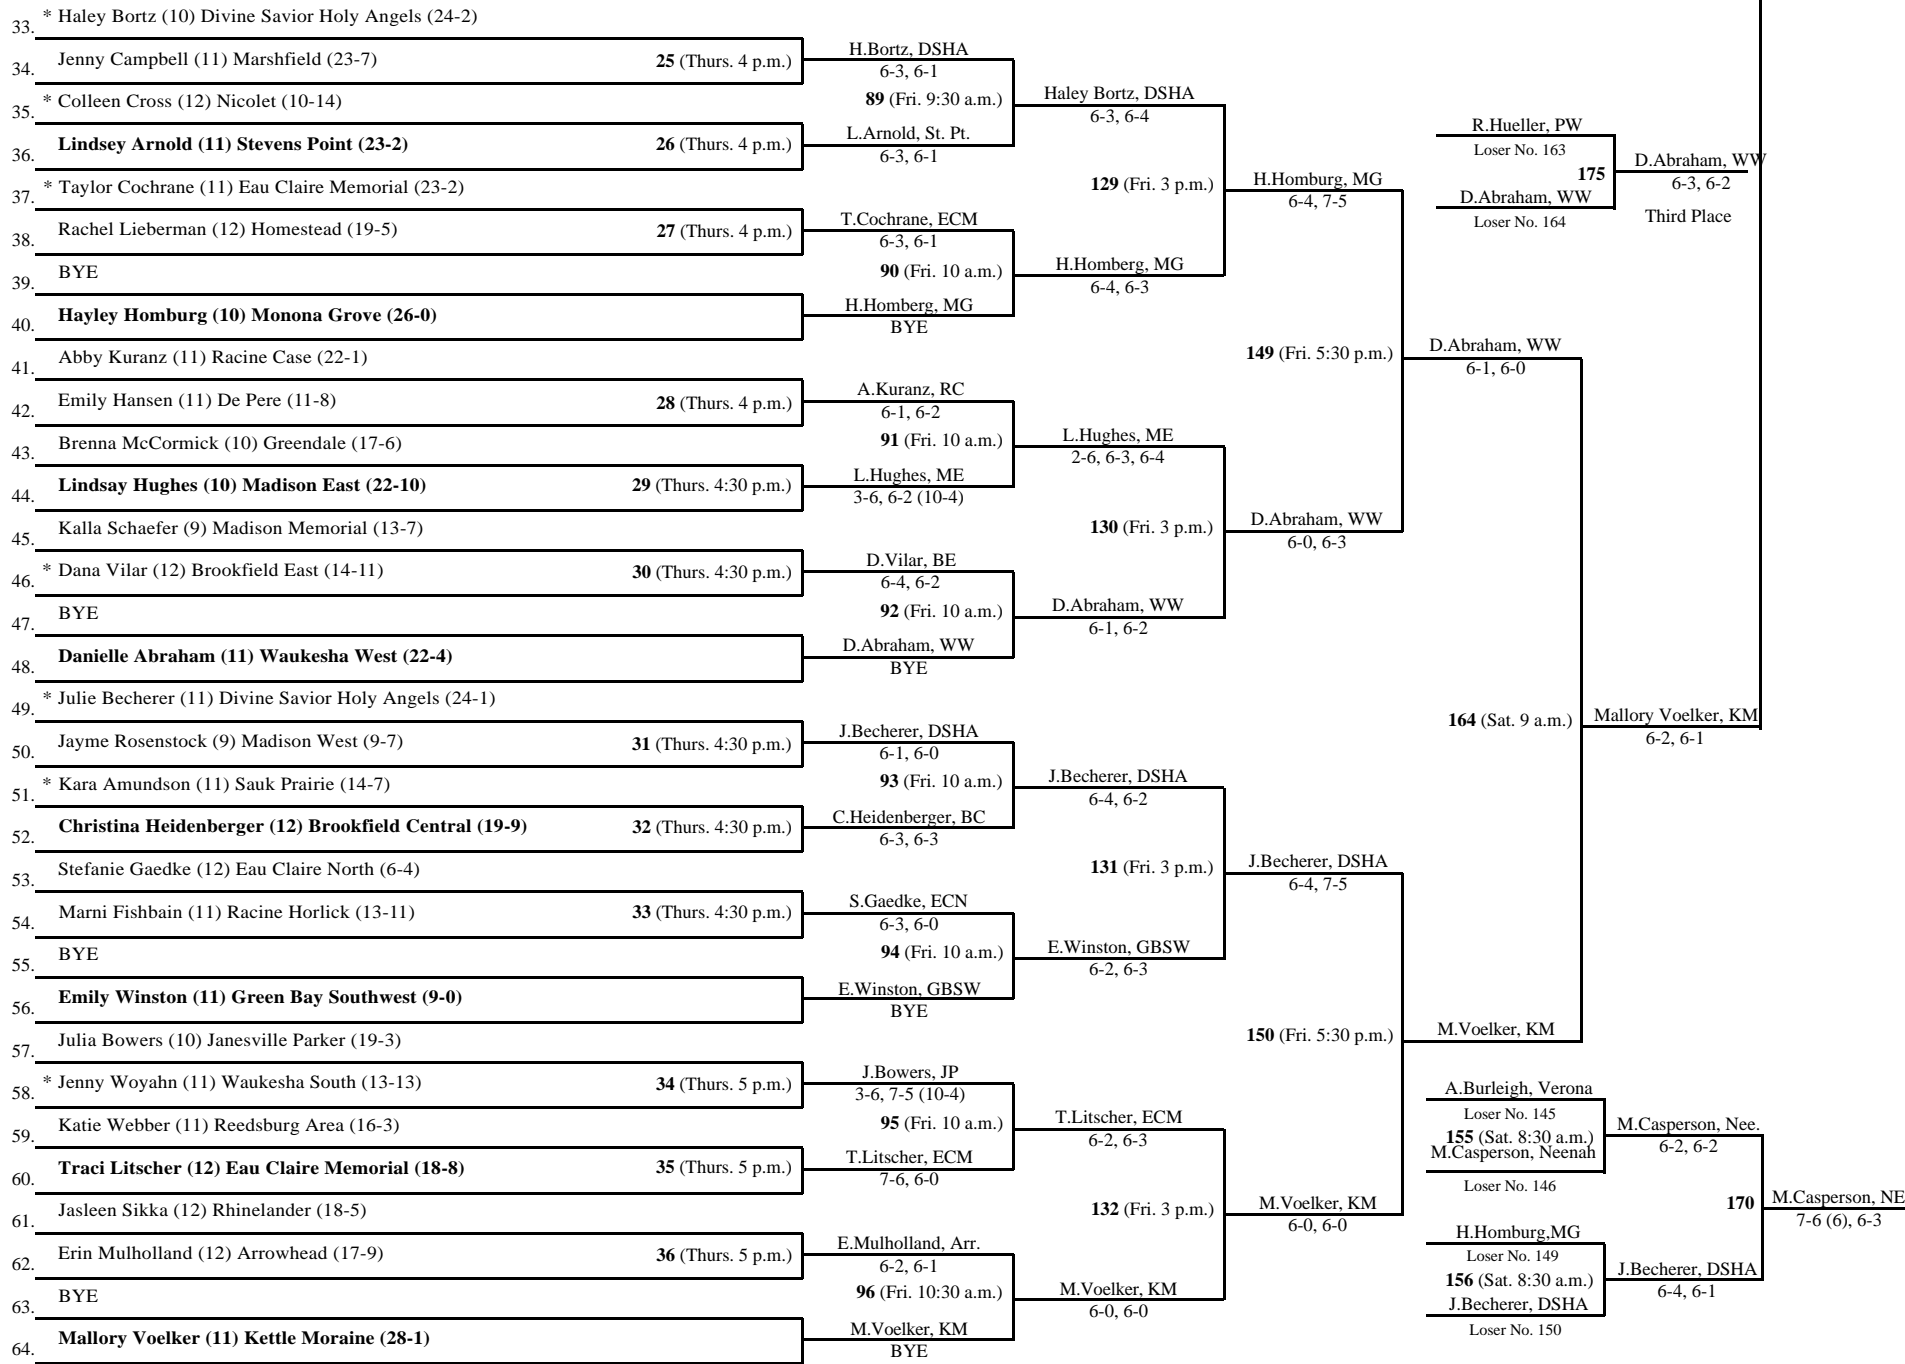 33. * Haley Bortz (10) Divine Savior Holy Angels (24-2)
34. Jenny Campbell (11) Marshfield (23-7) 25 (Thurs. 4 p.m.)
35. * Colleen Cross (12) Nicolet (10-14)
36. Lindsey Arnold (11) Stevens Point (23-2) 26 (Thurs. 4 p.m.)
37. * Taylor Cochrane (11) Eau Claire Memorial (23-2)
38. Rachel Lieberman (12) Homestead (19-5) 27 (Thurs. 4 p.m.)
39. BYE
40. Hayley Homburg (10) Monona Grove (26-0)
41. Abby Kuranz (11) Racine Case (22-1)
42. Emily Hansen (11) De Pere (11-8) 28 (Thurs. 4 p.m.)
43. Brenna McCormick (10) Greendale (17-6)
44. Lindsay Hughes (10) Madison East (22-10) 29 (Thurs. 4:30 p.m.)
45. Kalla Schaefer (9) Madison Memorial (13-7)
46. * Dana Vilar (12) Brookfield East (14-11) 30 (Thurs. 4:30 p.m.)
47. BYE
48. Danielle Abraham (11) Waukesha West (22-4)
49. * Julie Becherer (11) Divine Savior Holy Angels (24-1)
50. Jayme Rosenstock (9) Madison West (9-7) 31 (Thurs. 4:30 p.m.)
51. * Kara Amundson (11) Sauk Prairie (14-7)
52. Christina Heidenberger (12) Brookfield Central (19-9) 32 (Thurs. 4:30 p.m.)
53. Stefanie Gaedke (12) Eau Claire North (6-4)
54. Marni Fishbain (11) Racine Horlick (13-11) 33 (Thurs. 4:30 p.m.)
55. BYE
56. Emily Winston (11) Green Bay Southwest (9-0)
57. Julia Bowers (10) Janesville Parker (19-3)
58. * Jenny Woyahn (11) Waukesha South (13-13) 34 (Thurs. 5 p.m.)
59. Katie Webber (11) Reedsburg Area (16-3)
60. Traci Litscher (12) Eau Claire Memorial (18-8) 35 (Thurs. 5 p.m.)
61. Jasleen Sikka (12) Rhinelander (18-5)
62. Erin Mulholland (12) Arrowhead (17-9) 36 (Thurs. 5 p.m.)
63. BYE
64. Mallory Voelker (11) Kettle Moraine (28-1)
H.Bortz, DSHA
6-3, 6-1
89 (Fri. 9:30 a.m.)
L.Arnold, St. Pt.
6-3, 6-1
T.Cochrane, ECM
6-3, 6-1
90 (Fri. 10 a.m.)
H.Homberg, MG
BYE
A.Kuranz, RC
6-1, 6-2
91 (Fri. 10 a.m.)
L.Hughes, ME
3-6, 6-2 (10-4)
D.Vilar, BE
6-4, 6-2
92 (Fri. 10 a.m.)
D.Abraham, WW
BYE
J.Becherer, DSHA
6-1, 6-0
93 (Fri. 10 a.m.)
C.Heidenberger, BC
6-3, 6-3
S.Gaedke, ECN
6-3, 6-0
94 (Fri. 10 a.m.)
E.Winston, GBSW
BYE
J.Bowers, JP
3-6, 7-5 (10-4)
95 (Fri. 10 a.m.)
T.Litscher, ECM
7-6, 6-0
E.Mulholland, Arr.
6-2, 6-1
96 (Fri. 10:30 a.m.)
M.Voelker, KM
BYE
Haley Bortz, DSHA
6-3, 6-4
129 (Fri. 3 p.m.)
H.Homberg, MG
6-4, 6-3
L.Hughes, ME
2-6, 6-3, 6-4
130 (Fri. 3 p.m.)
D.Abraham, WW
6-1, 6-2
J.Becherer, DSHA
6-4, 6-2
131 (Fri. 3 p.m.)
E.Winston, GBSW
6-2, 6-3
T.Litscher, ECM
6-2, 6-3
132 (Fri. 3 p.m.)
M.Voelker, KM
6-0, 6-0
H.Homburg, MG
6-4, 7-5
149 (Fri. 5:30 p.m.)
D.Abraham, WW
6-0, 6-3
J.Becherer, DSHA
6-4, 7-5
150 (Fri. 5:30 p.m.)
M.Voelker, KM
6-0, 6-0
D.Abraham, WW
6-1, 6-0
164 (Sat. 9 a.m.)
M.Voelker, KM
Mallory Voelker, KM
6-2, 6-1
R.Hueller, PW
Loser No. 163
175
D.Abraham, WW
Loser No. 164
D.Abraham, WW
6-3, 6-2
Third Place
A.Burleigh, Verona
Loser No. 145
155 (Sat. 8:30 a.m.)
M.Casperson, Neenah
Loser No. 146
H.Homburg,MG
Loser No. 149
156 (Sat. 8:30 a.m.)
J.Becherer, DSHA
Loser No. 150
M.Casperson, Nee.
6-2, 6-2
170
J.Becherer, DSHA
6-4, 6-1
M.Casperson, NE
7-6 (6), 6-3